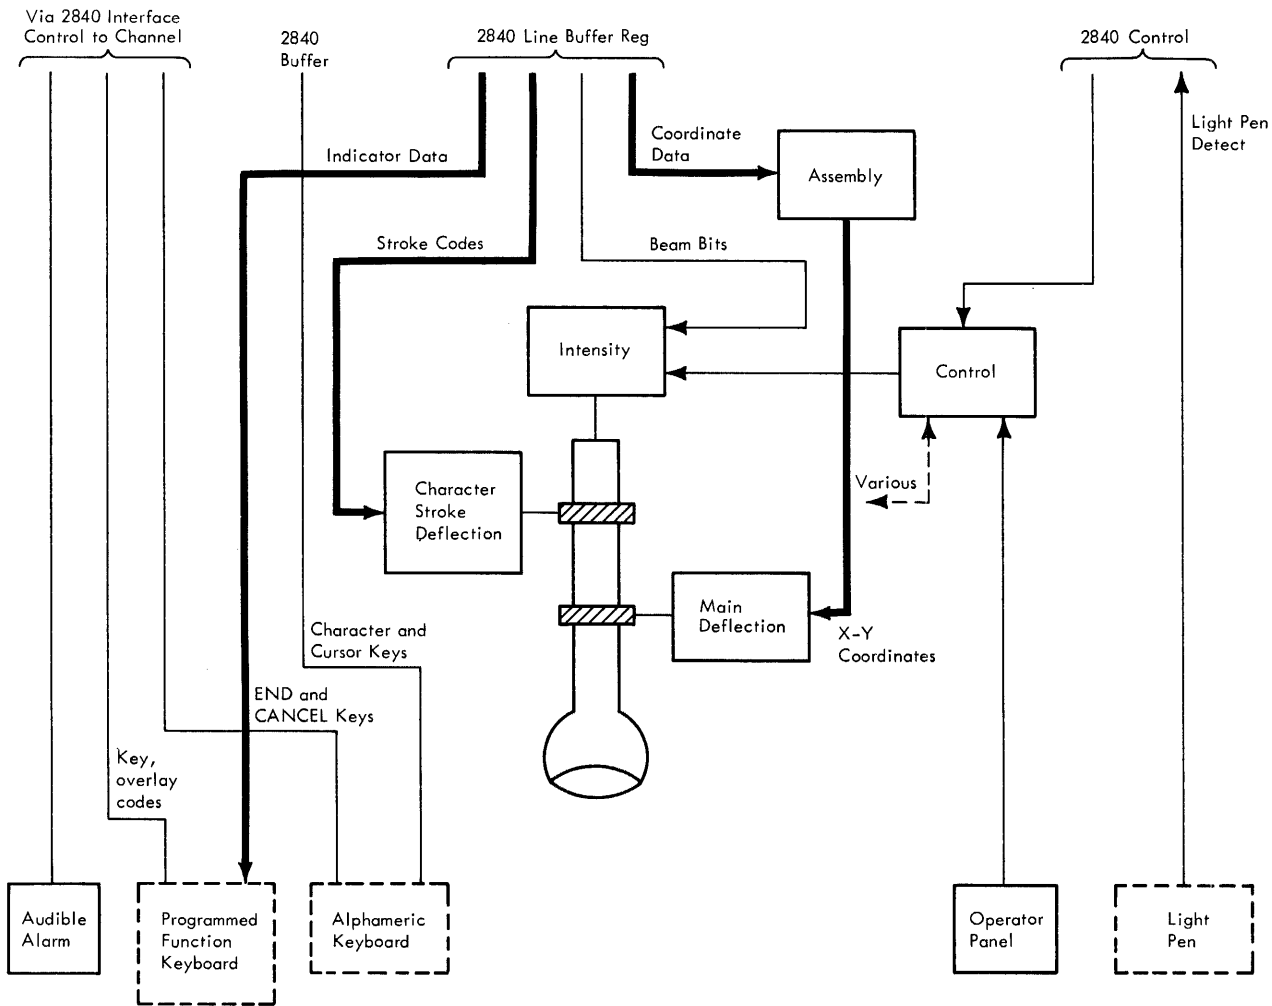 Via 2840 Interface
Control to Channel
2840
Buffer
2840 Line Buffer Reg
2840 Control
Light Pen
Detect
Coordinate
Data
Indicator Data
Assembly
Stroke Codes
Beam Bits
Intensity
Control
Character
Stroke
Deflection
Various
Main
Deflection
X-Y
Coordinates
Character and
Cursor Keys
END and
CANCEL Keys
Key,
overlay
codes
Audible
Alarm
Programmed
Function
Keyboard
Alphameric
Keyboard
Operator
Panel
Light
Pen